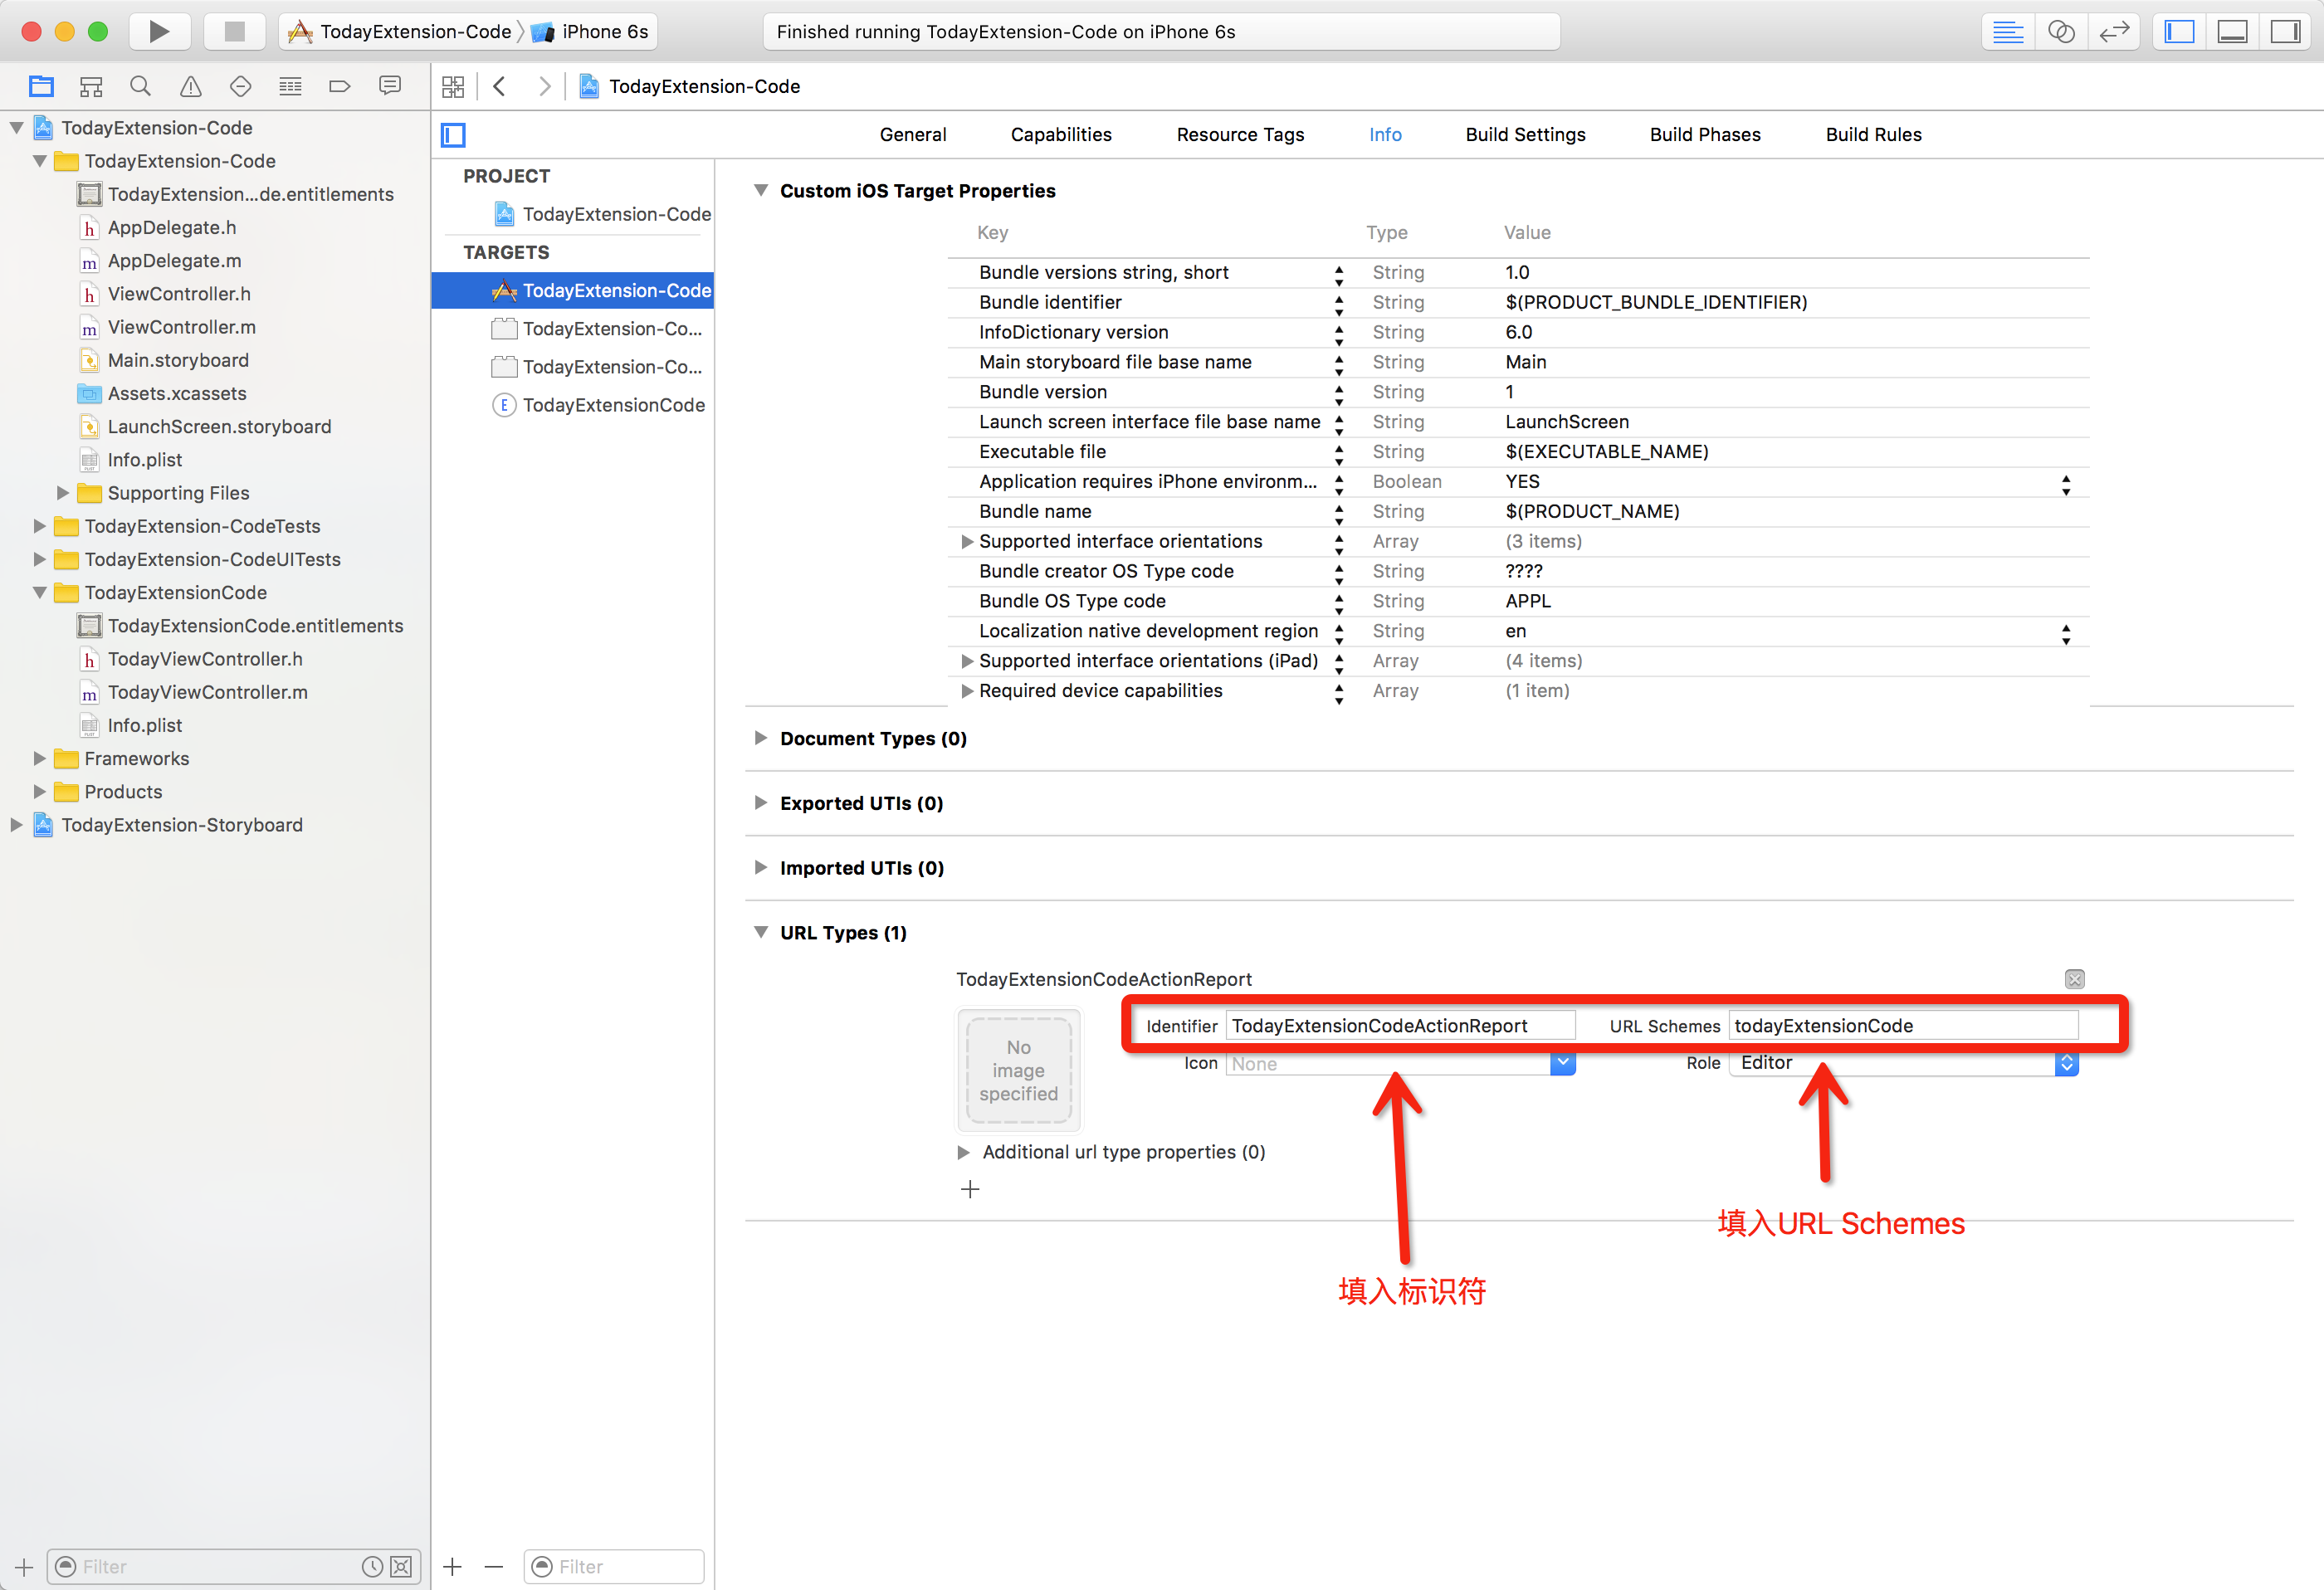 TodayExtension-Code iPhone 6s
Finished running TodayExtension-Code on iPhone 6s
TodayExtension-Code
TodayExtension-Code
TodayExtension-Code
TodayExtension...de.entitlements
h AppDelegate.h
m AppDelegate.m
h ViewController.h
m ViewController.m
Main.storyboard
Assets.xcassets
LaunchScreen.storyboard
Info.plist
Supporting Files
TodayExtension-CodeTests
TodayExtension-CodeUITests
TodayExtensionCode
TodayExtensionCode.entitlements
h TodayViewController.h
m TodayViewController.m
Info.plist
Frameworks
Products
TodayExtension-Storyboard
Filter
General Capabilities Resource Tags Info Build Settings Build Phases Build Rules
PROJECT
TodayExtension-Code
TARGETS
TodayExtension-Code
TodayExtension-Co...
TodayExtension-Co...
E TodayExtensionCode
Filter
Custom iOS Target Properties
Key Type Value
Bundle versions string, short String 1.0
Bundle identifier String $(PRODUCT_BUNDLE_IDENTIFIER)
InfoDictionary version String 6.0
Main storyboard file base name String Main
Bundle version String 1
Launch screen interface file base name String LaunchScreen
Executable file String $(EXECUTABLE_NAME)
Application requires iPhone environm... Boolean YES
Bundle name String $(PRODUCT_NAME)
Supported interface orientations Array (3 items)
Bundle creator OS Type code String ????
Bundle OS Type code String APPL
Localization native development region String en
Supported interface orientations (iPad) Array (4 items)
Required device capabilities Array (1 item)
Document Types (0)
Exported UTIs (0)
Imported UTIs (0)
URL Types (1)
TodayExtensionCodeActionReport
No
image
specified
Identifier TodayExtensionCodeActionReport URL Schemes todayExtensionCode
Icon None Role Editor
Additional url type properties (0)
填入URL Schemes
填入标识符